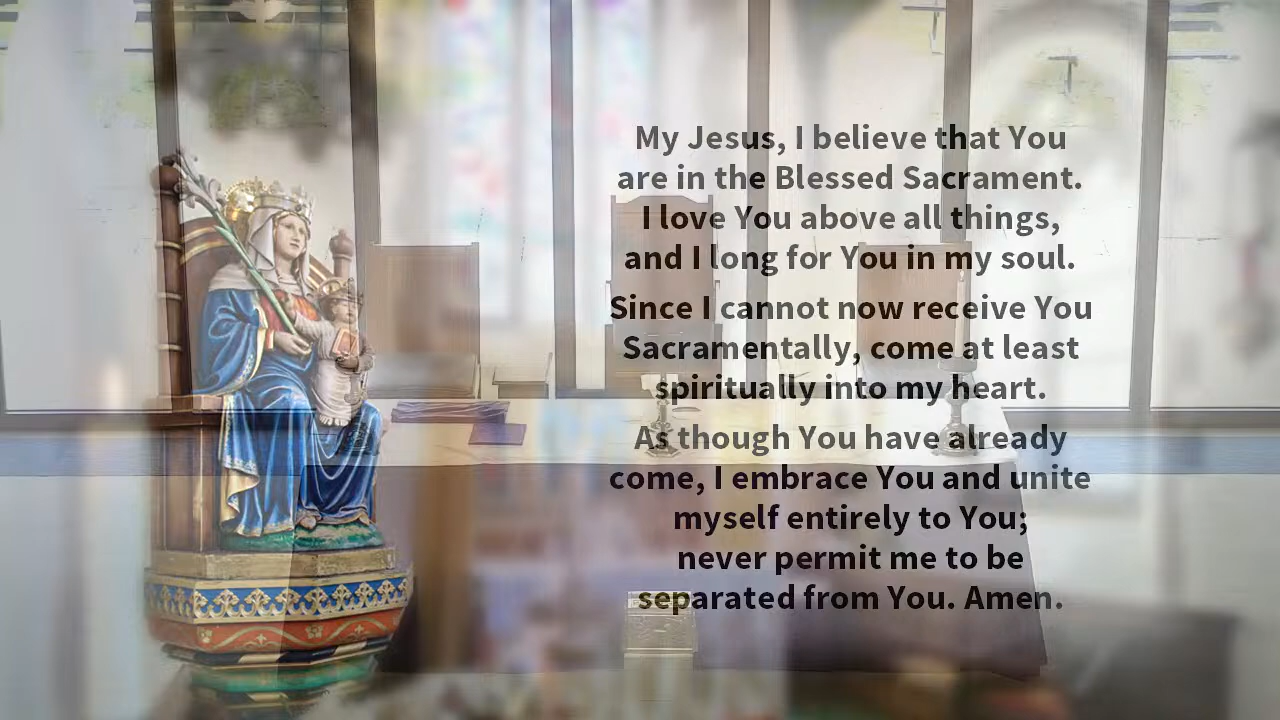 My Jesus, I believe that You
are in the Blessed Sacrament.
I love You above all things,
and I long for You in my soul.
Since I cannot now receive You
Sacramentally, come at least
spiritually into my heart.
As though You have already
come, I embrace You and unite
myself entirely to You;
never permit me to be
separated from You. Amen.